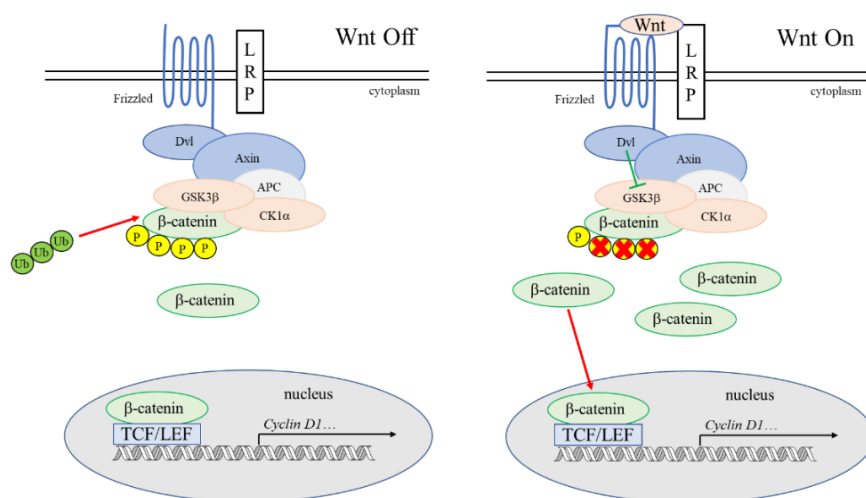 Wnt Off
L
R
P
Frizzled
cytoplasm
Dvl
Axin
APC
GSK3β
CK1α
β-catenin
P
P
P
P
Ub
Ub
Ub
β-catenin
nucleus
β-catenin
TCF/LEF
Cyclin D1…
Wnt On
Wnt
L
R
P
Frizzled
cytoplasm
Dvl
Axin
APC
GSK3β
CK1α
β-catenin
P
β-catenin
β-catenin
β-catenin
nucleus
β-catenin
TCF/LEF
Cyclin D1…